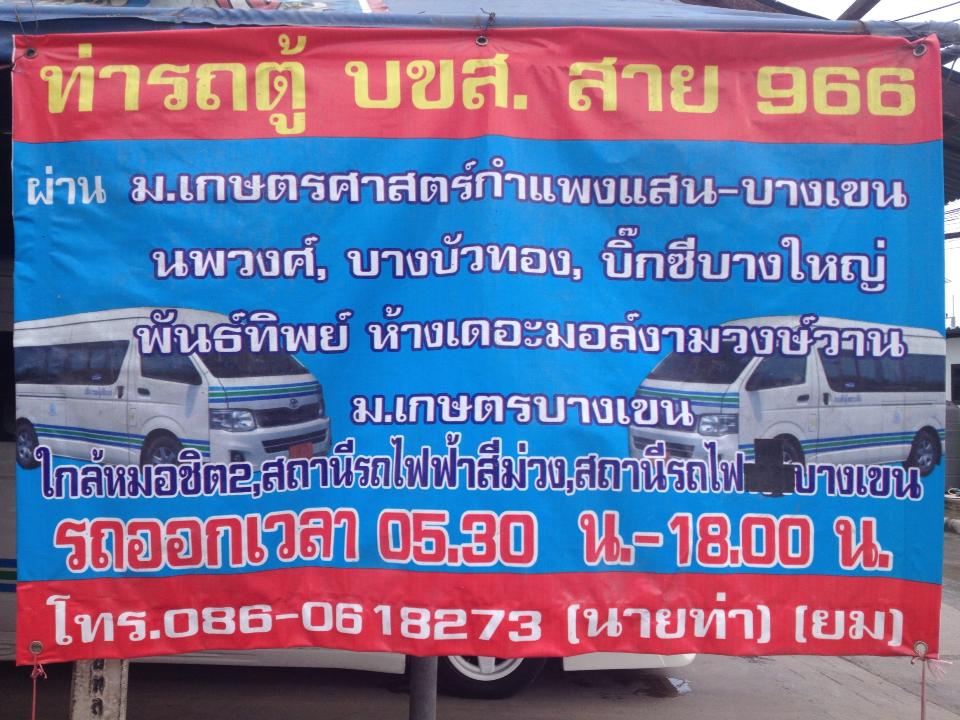 ท่ารถตู้ บขส. สาย 966
ผ่าน ม.เกษตรศาสตร์กำแพงแสน-บางเขน
นพวงศ์, บางบัวทอง, บิ๊กซีบางใหญ่
พันธ์ทิพย์ ห้างเดอะมอล์งามวงษ์วาน
ม.เกษตรบางเขน
ใกล้หมอชิต2,สถานีรถไฟฟ้าสีม่วง,สถานีรถไฟ บางเขน
รถออกเวลา 05.30 น.-18.00 น.
โทร.086-0618273 (นายท่า) (ยม)